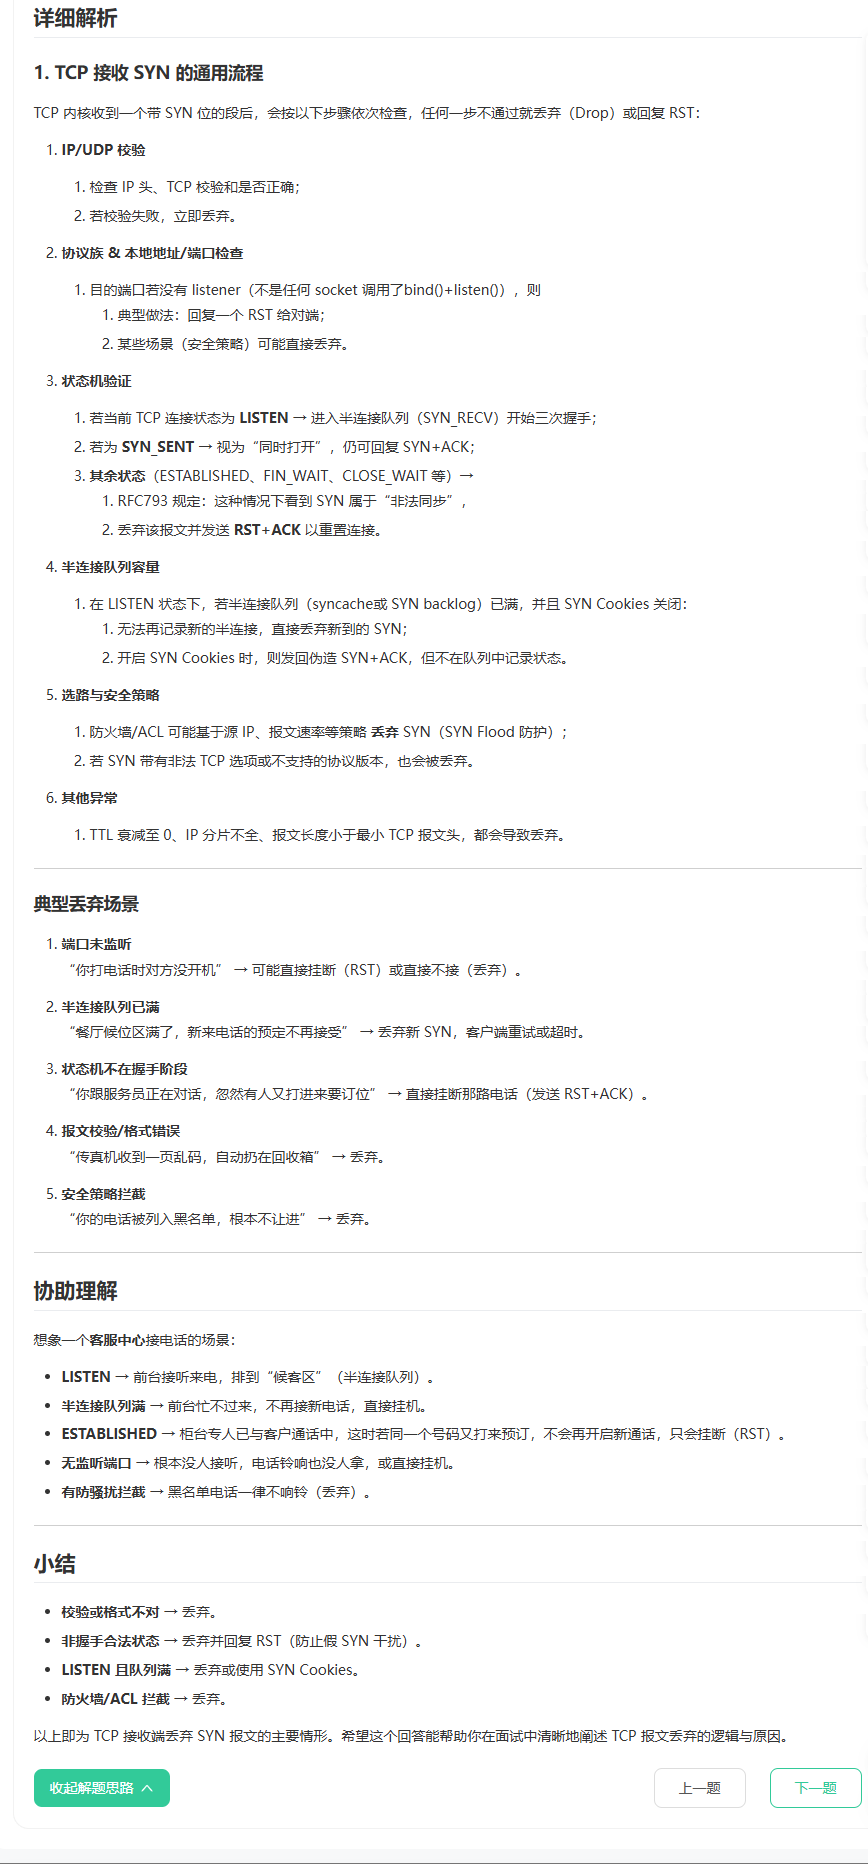 详细解析
1. TCP 接收 SYN 的通用流程
TCP 内核收到一个带 SYN 位的段后，会按以下步骤依次检查，任何一步不通过就丢弃（Drop）或回复 RST：
1. IP/UDP 校验
1. 检查 IP 头、TCP 校验和是否正确；
2. 若校验失败，立即丢弃。
2. 协议族 & 本地地址/端口检查
1. 目的端口若没有 listener（不是任何 socket 调用了bind()+listen()），则
1. 典型做法：回复一个 RST 给对端；
2. 某些场景（安全策略）可能直接丢弃。
3. 状态机验证
1. 若当前 TCP 连接状态为 LISTEN → 进入半连接队列（SYN_RECV）开始三次握手；
2. 若为 SYN_SENT → 视为“同时打开”，仍可回复 SYN+ACK；
3. 其余状态（ESTABLISHED、FIN_WAIT、CLOSE_WAIT 等）→
1. RFC793 规定：这种情况下看到 SYN 属于“非法同步”，
2. 丢弃该报文并发送 RST+ACK 以重置连接。
4. 半连接队列容量
1. 在 LISTEN 状态下，若半连接队列（syncache或 SYN backlog）已满，并且 SYN Cookies 关闭：
1. 无法再记录新的半连接，直接丢弃新到的 SYN；
2. 开启 SYN Cookies 时，则发回伪造 SYN+ACK，但不在队列中记录状态。
5. 选路与安全策略
1. 防火墙/ACL 可能基于源 IP、报文速率等策略 丢弃 SYN（SYN Flood 防护）；
2. 若 SYN 带有非法 TCP 选项或不支持的协议版本，也会被丢弃。
6. 其他异常
1. TTL 衰减至 0、IP 分片不全、报文长度小于最小 TCP 报文头，都会导致丢弃。
典型丢弃场景
1. 端口未监听
“你打电话时对方没开机” → 可能直接挂断（RST）或直接不接（丢弃）。
2. 半连接队列已满
“餐厅候位区满了，新来电话的预定不再接受” → 丢弃新 SYN，客户端重试或超时。
3. 状态机不在握手阶段
“你跟服务员正在对话，忽然有人又打进来要订位” → 直接挂断那路电话（发送 RST+ACK）。
4. 报文校验/格式错误
“传真机收到一页乱码，自动扔在回收箱” → 丢弃。
5. 安全策略拦截
“你的电话被列入黑名单，根本不让进” → 丢弃。
协助理解
想象一个客服中心接电话的场景：
• LISTEN → 前台接听来电，排到“候客区”（半连接队列）。
• 半连接队列满 → 前台忙不过来，不再接新电话，直接挂机。
• ESTABLISHED → 柜台专人已与客户通话中，这时若同一个号码又打来预订，不会再开启新通话，只会挂断（RST）。
• 无监听端口 → 根本没人接听，电话铃响也没人拿，或直接挂机。
• 有防骚扰拦截 → 黑名单电话一律不响铃（丢弃）。
小结
• 校验或格式不对 → 丢弃。
• 非握手合法状态 → 丢弃并回复 RST（防止假 SYN 干扰）。
• LISTEN 且队列满 → 丢弃或使用 SYN Cookies。
• 防火墙/ACL 拦截 → 丢弃。
以上即为 TCP 接收端丢弃 SYN 报文的主要情形。希望这个回答能帮助你在面试中清晰地阐述 TCP 报文丢弃的逻辑与原因。
收起解题思路
上一题
下一题